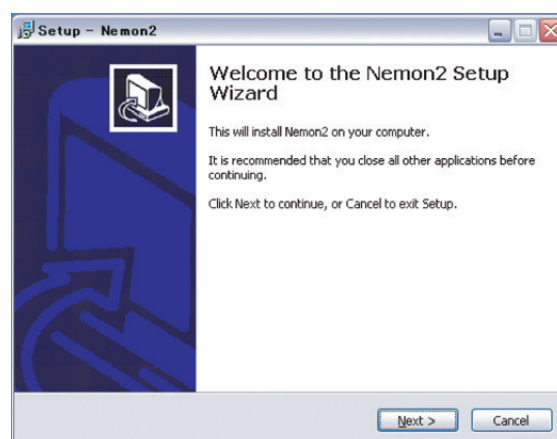 Setup - Nemon2
Welcome to the Nemon2 Setup
Wizard
This will install Nemon2 on your computer.
It is recommended that you close all other applications before
continuing.
Click Next to continue, or Cancel to exit Setup.
Next >
Cancel